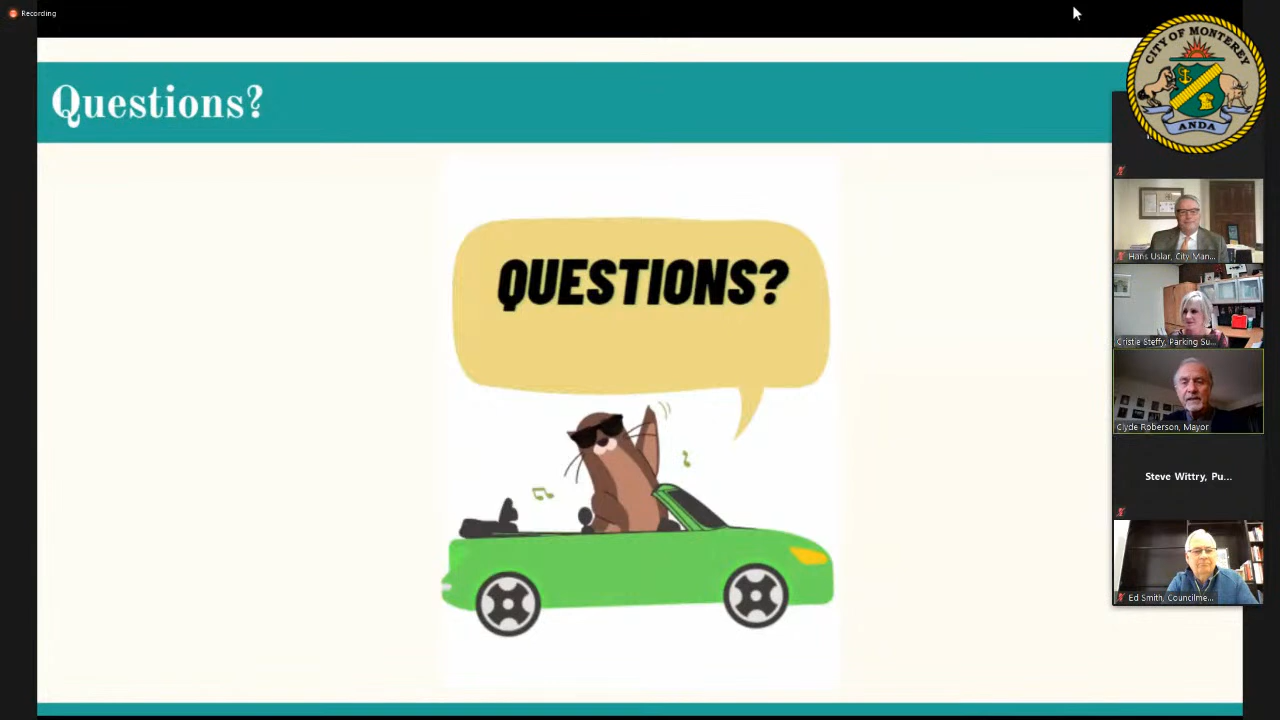 Recording
Questions?
QUESTIONS?
CITY OF MONTEREY
ANDA
Hans Uslar, City Man...
Cristie Steffy, Parking Su...
Clyde Roberson, Mayor
Steve Wittry, Pu...
Ed Smith, Councilme...